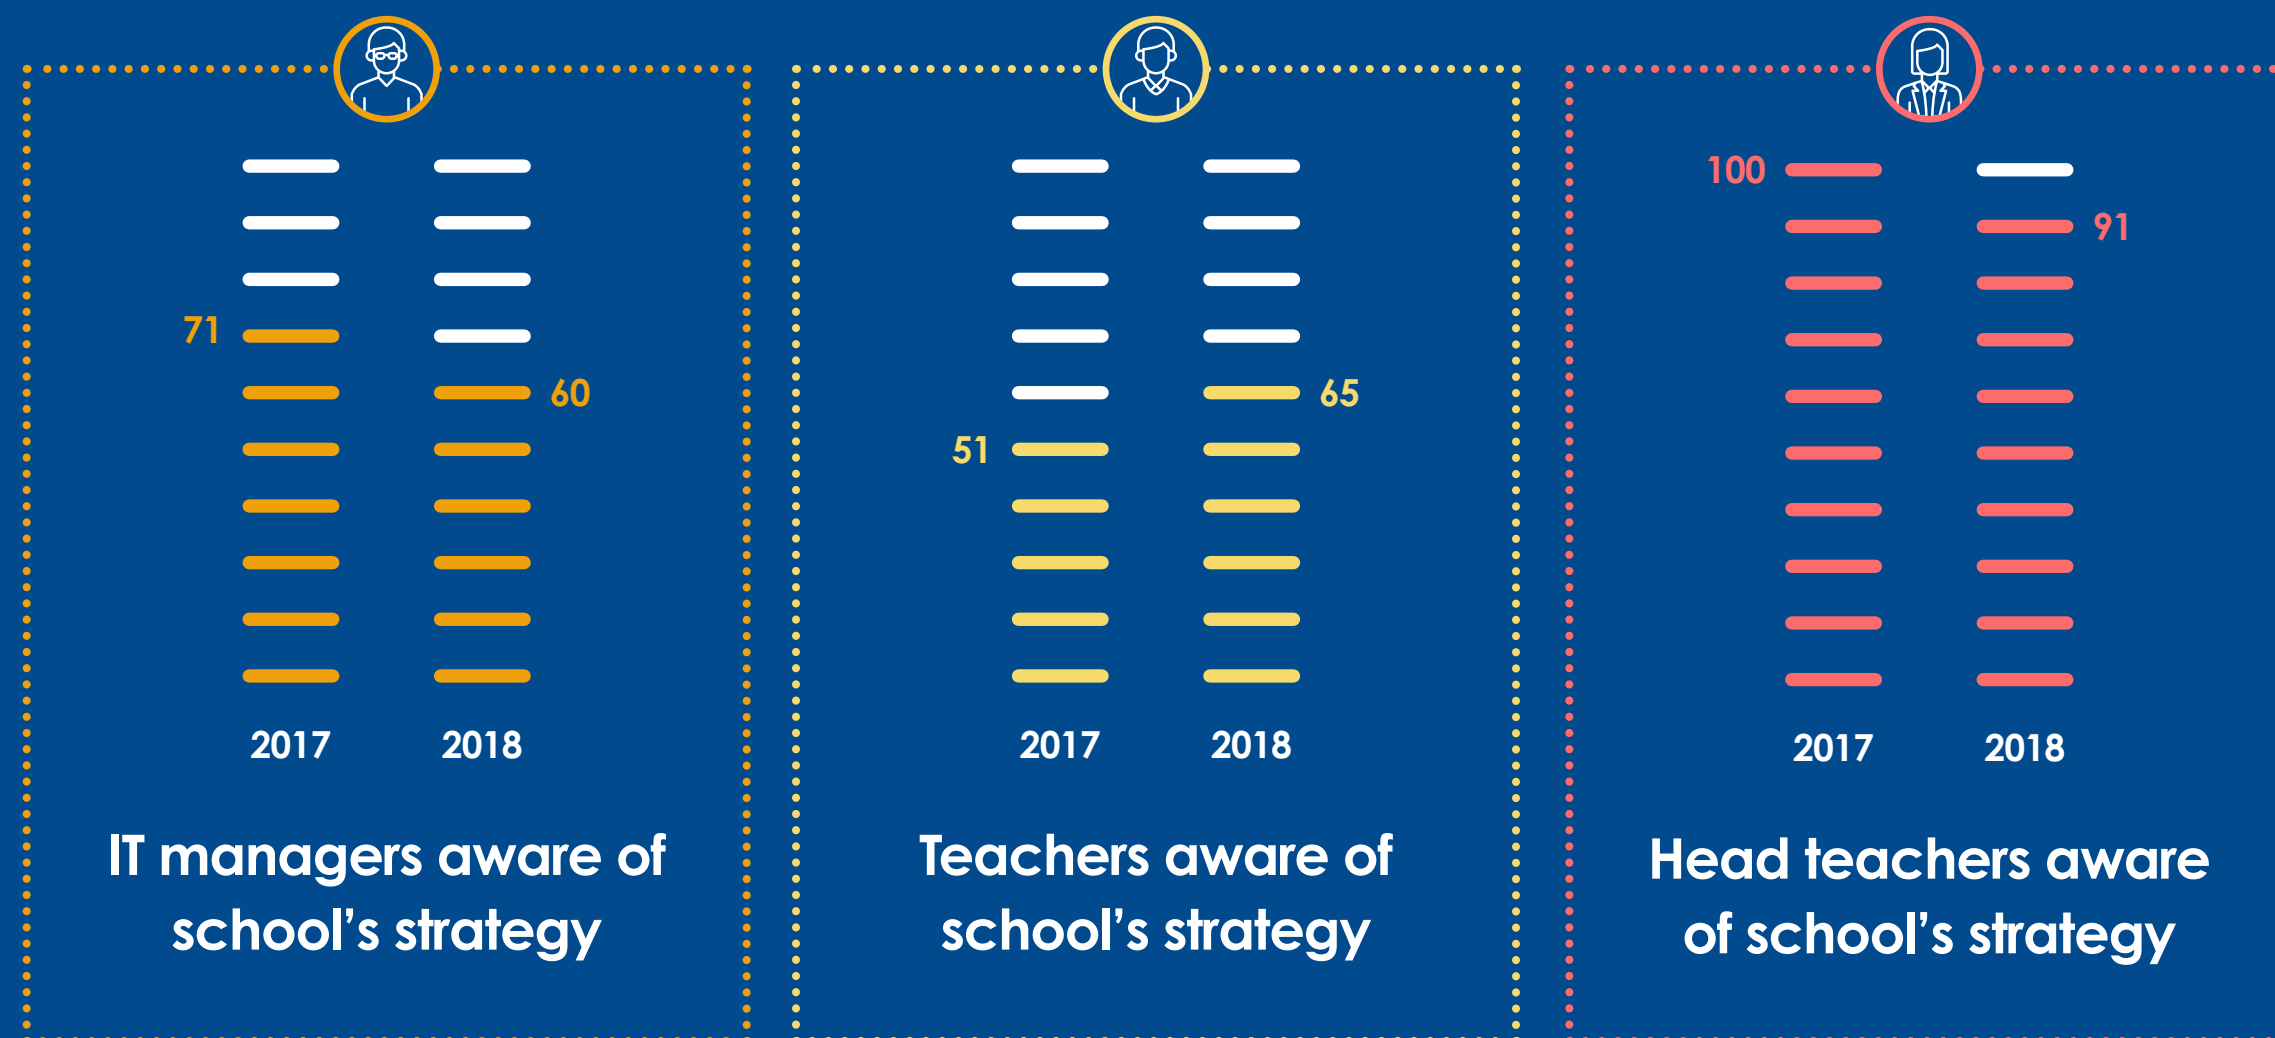 71
60
2017 2018
IT managers aware of
school's strategy
51
65
2017 2018
Teachers aware of
school's strategy
100
91
2017 2018
Head teachers aware
of school's strategy